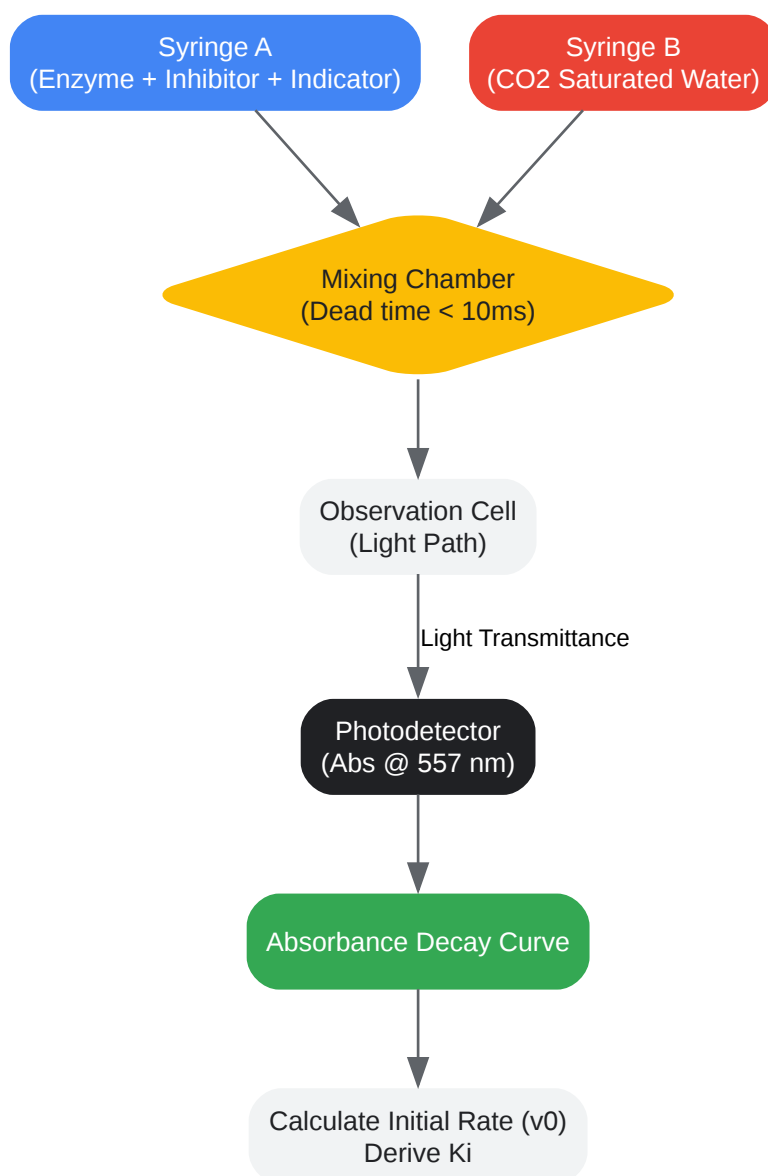 Syringe A
(Enzyme + Inhibitor + Indicator)
Syringe B
(CO2 Saturated Water)
Mixing Chamber
(Dead time < 10ms)
Observation Cell
(Light Path)
Light Transmittance
Photodetector
(Abs @ 557 nm)
Absorbance Decay Curve
Calculate Initial Rate (v0)
Derive Ki